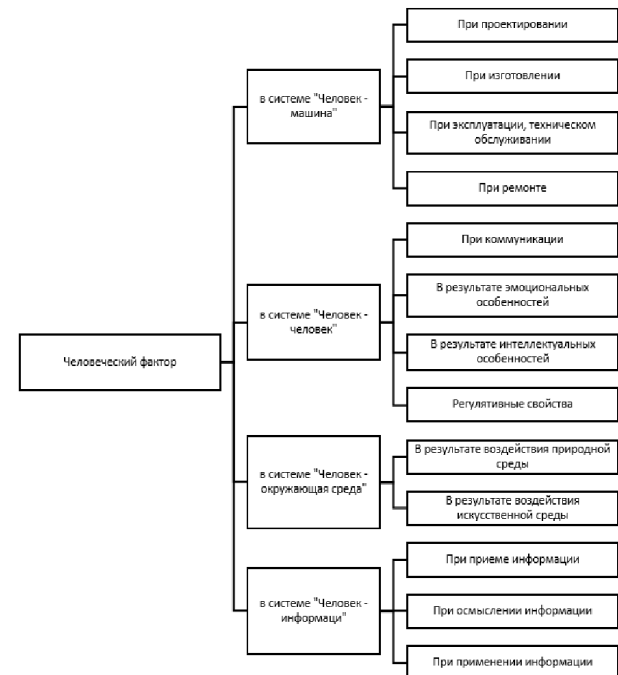 Человеческий фактор
в системе "Человек -
машина"
При проектировании
При изготовлении
При эксплуатации, техническом
обслуживании
При ремонте
в системе "Человек -
человек"
При коммуникации
В результате эмоциональных
особенностей
В результате интеллектуальных
особенностей
Регулятивные свойства
в системе "Человек -
окружающая среда"
В результате воздействия природной
среды
В результате воздействия
искусственной среды
в системе "Человек -
информаци"
При приеме информации
При осмыслении информации
При применении информации